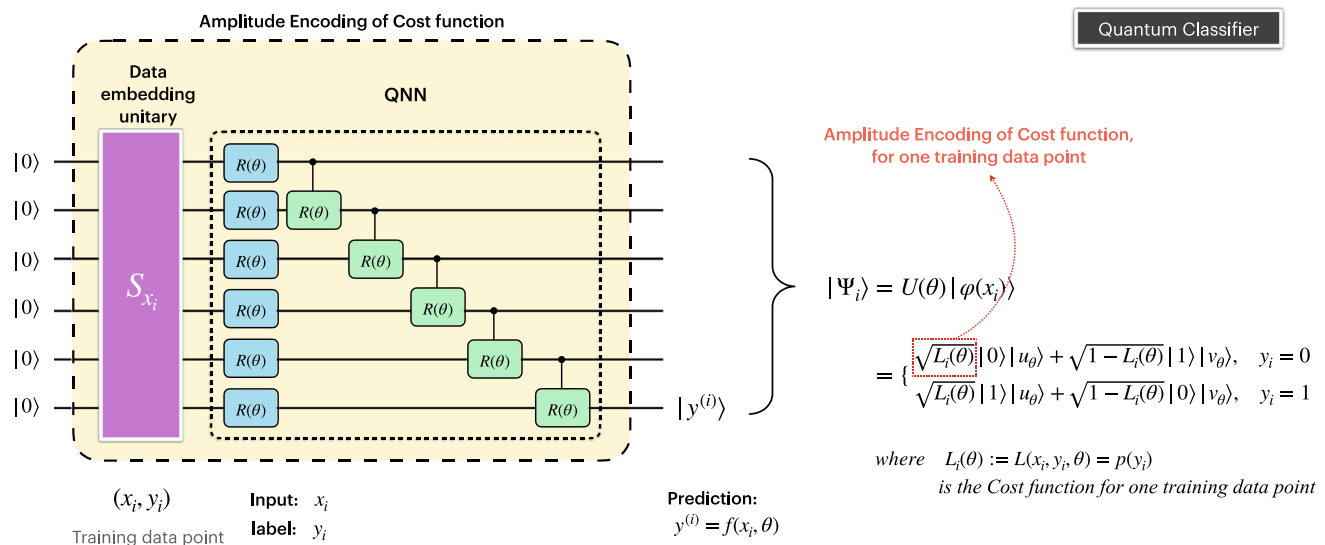 Amplitude Encoding of Cost function
Quantum Classifier
Data
embedding
unitary
QNN
Amplitude Encoding of Cost function,
for one training data point
|0⟩
R(θ)
|0⟩
R(θ)
R(θ)
|0⟩
R(θ)
R(θ)
S_{x_i}
|Ψ_i⟩ = U(θ)|φ(x_i)⟩
|0⟩
R(θ)
R(θ)
|0⟩
R(θ)
R(θ)
= { √L_i(θ) |0⟩|u_θ⟩ + √1 − L_i(θ) |1⟩|v_θ⟩, y_i = 0
√L_i(θ) |1⟩|u_θ⟩ + √1 − L_i(θ) |0⟩|v_θ⟩, y_i = 1
|0⟩
R(θ)
R(θ)
|y^{(i)}⟩
where L_i(θ) := L(x_i, y_i, θ) = p(y_i)
is the Cost function for one training data point
(x_i, y_i)
Training data point
Input: x_i
label: y_i
Prediction:
y^{(i)} = f(x_i, θ)